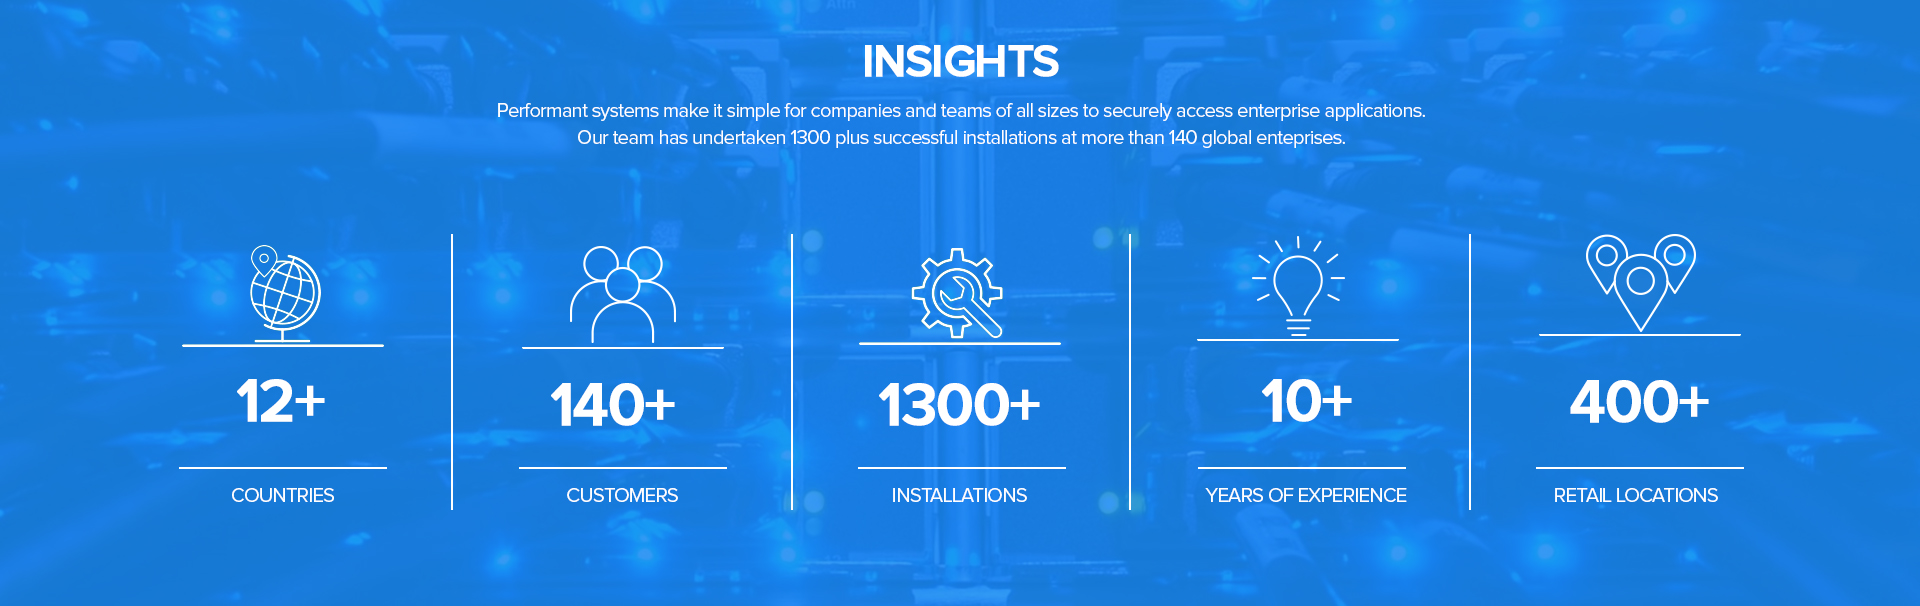 INSIGHTS
Performant systems make it simple for companies and teams of all sizes to securely access enterprise applications.
Our team has undertaken 1300 plus successful installations at more than 140 global enteprises.
12+
140+
1300+
10+
400+
COUNTRIES
CUSTOMERS
INSTALLATIONS
YEARS OF EXPERIENCE
RETAIL LOCATIONS